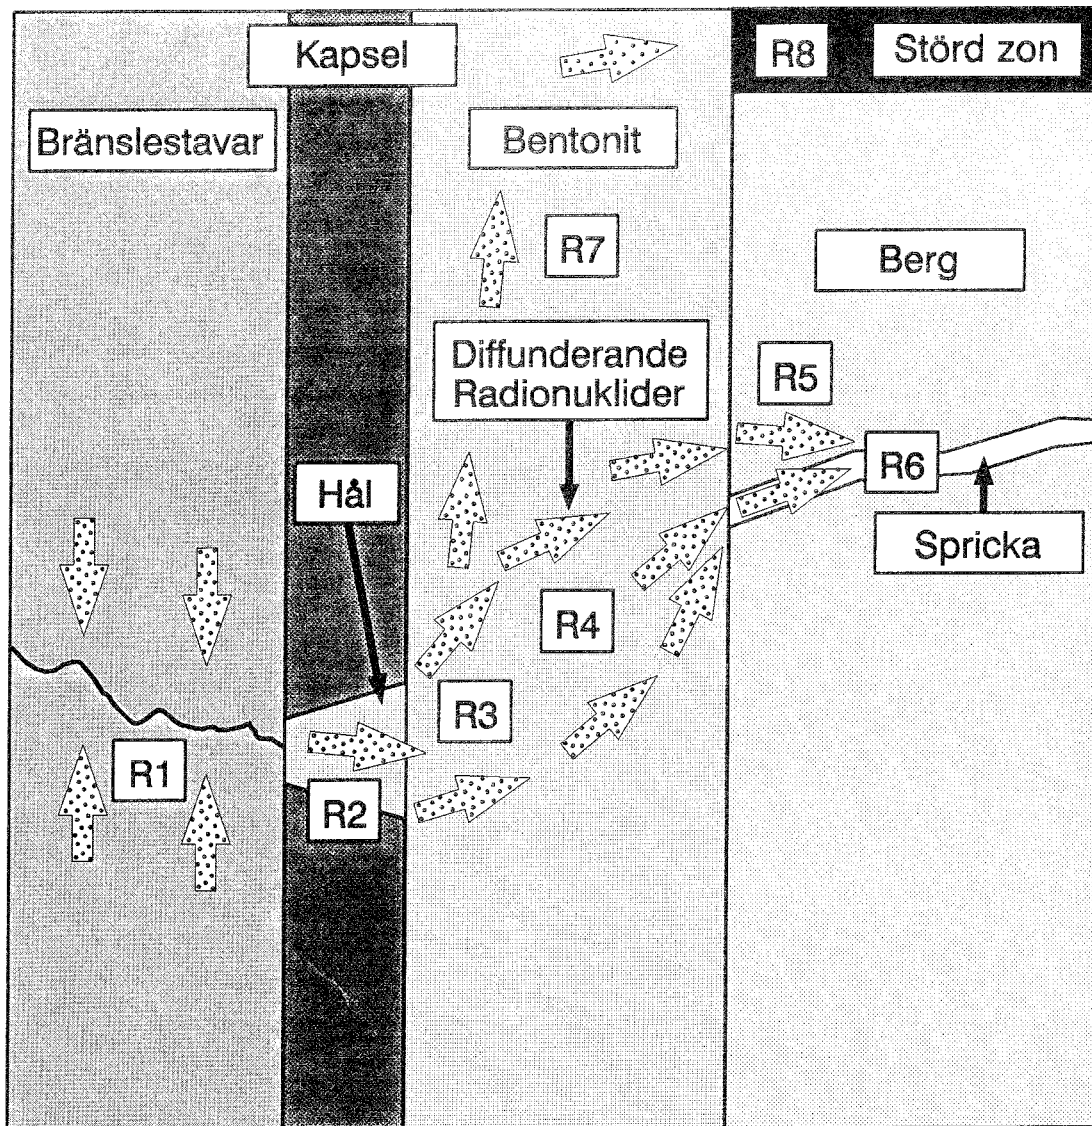 Kapsel
R8
Störd zon
Bränslestavar
Bentonit
R7
Berg
Diffunderande
Radionuklider
R5
Hål
R6
Spricka
R4
R3
R1
R2